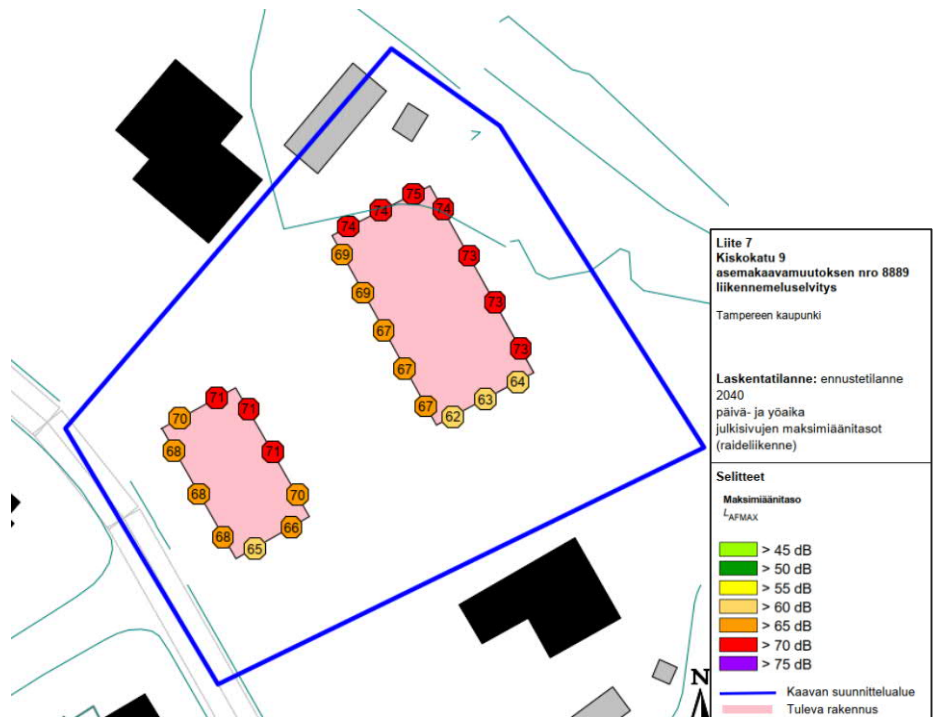 75
74
74
74
69
73
69
73
67
67
73
64
67
62
63
71
71
70
68
71
68
70
66
68
65
Liite 7
Kiskokatu 9
asemakaavamuutoksen nro 8889
liikennemeluselvitys
Tampereen kaupunki
Laskentatilanne: ennustetilanne
2040
päivä- ja yöaika
julkisivujen maksimiäänitasot
(raideliikenne)
Selitteet
Maksimiäänitaso
LAFMAX
> 45 dB
> 50 dB
> 55 dB
> 60 dB
> 65 dB
> 70 dB
> 75 dB
Kaavan suunnittelualue
Tuleva rakennus
N